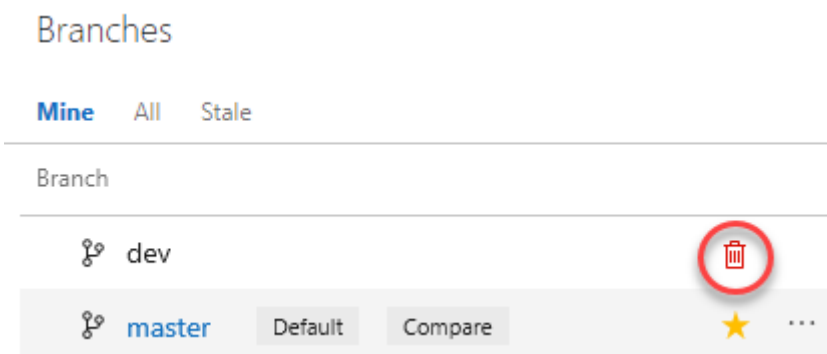 Branches
Mine All Stale
Branch
dev
master Default Compare